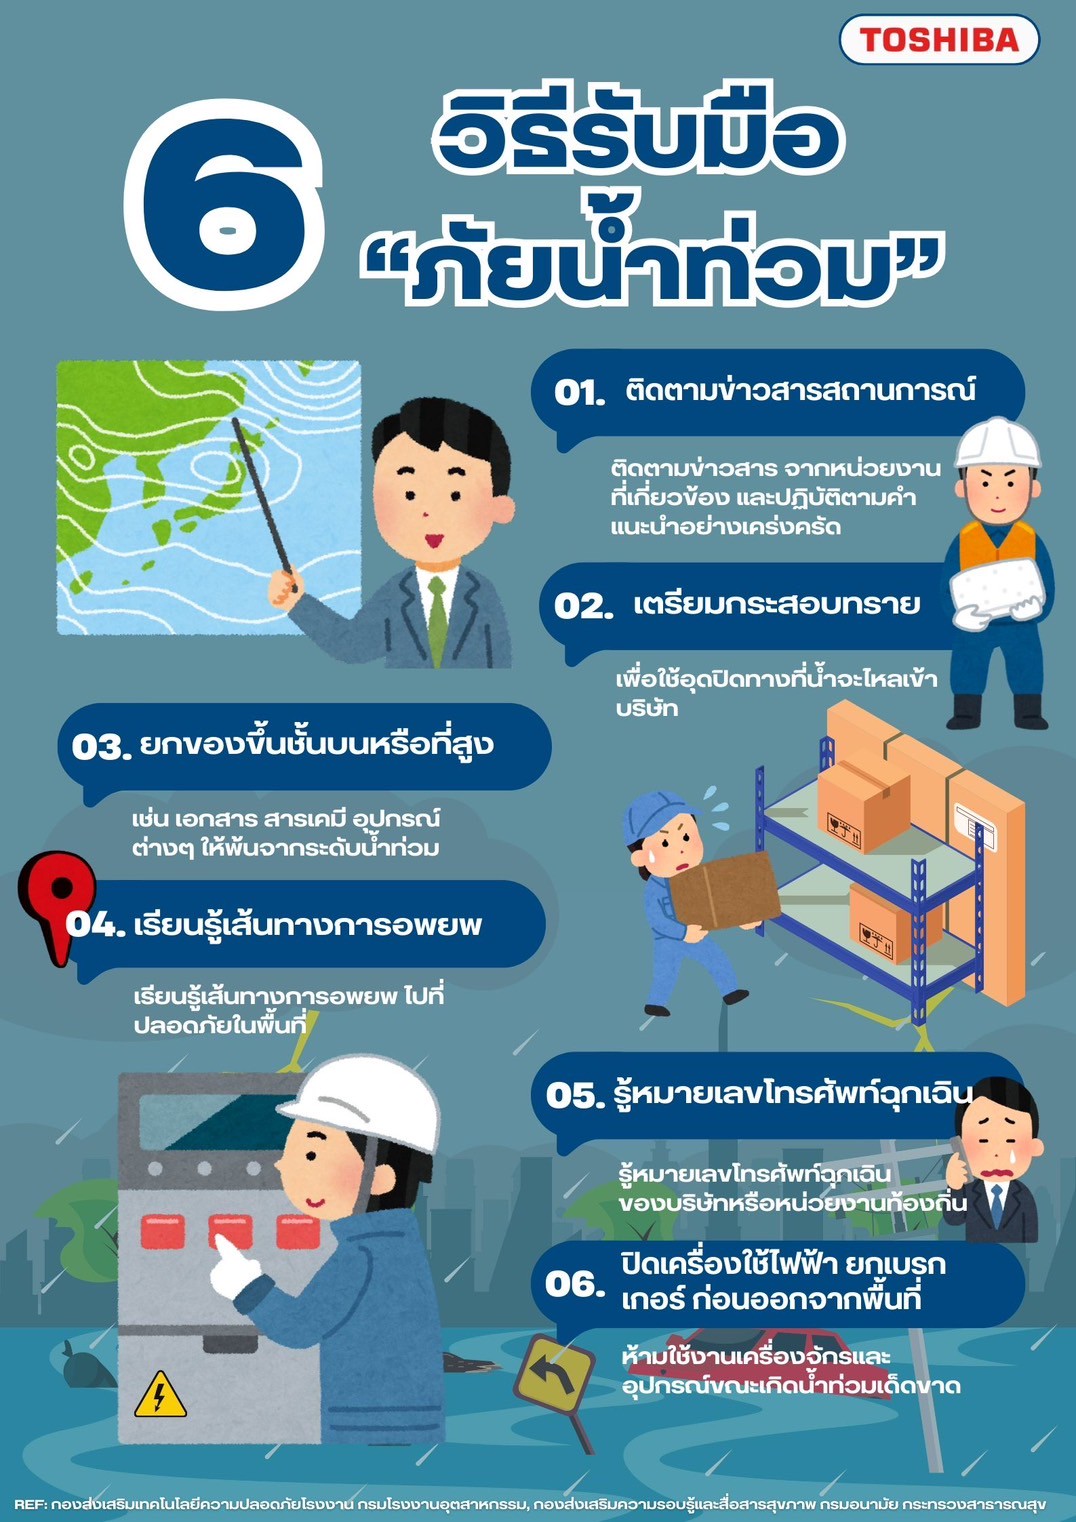 TOSHIBA
6
วิธีรับมือ
“ภัยน้ำท่วม”
01. ติดตามข่าวสารสถานการณ์
ติดตามข่าวสาร จากหน่วยงาน
ที่เกี่ยวข้อง และปฏิบัติตามคำ
แนะนำอย่างเคร่งครัด
02. เตรียมกระสอบทราย
เพื่อใช้อุดปิดทางที่น้ำจะไหลเข้า
บริษัท
03. ยกของขึ้นชั้นบนหรือที่สูง
เช่น เอกสาร สารเคมี อุปกรณ์
ต่างๆ ให้พ้นจากระดับน้ำท่วม
04. เรียนรู้เส้นทางการอพยพ
เรียนรู้เส้นทางการอพยพ ไปที่
ปลอดภัยในพื้นที่
05. รู้หมายเลขโทรศัพท์ฉุกเฉิน
รู้หมายเลขโทรศัพท์ฉุกเฉิน
ของบริษัทหรือหน่วยงานท้องถิ่น
06. ปิดเครื่องใช้ไฟฟ้า ยกเบรก
เกอร์ ก่อนออกจากพื้นที่
ห้ามใช้งานเครื่องจักรและ
อุปกรณ์ขณะเกิดน้ำท่วมเด็ดขาด
REF: กองส่งเสริมเทคโนโลยีความปลอดภัยโรงงาน กรมโรงงานอุตสาหกรรม, กองส่งเสริมความรอบรู้และสื่อสารสุขภาพ กรมอนามัย กระทรวงสาธารณสุข